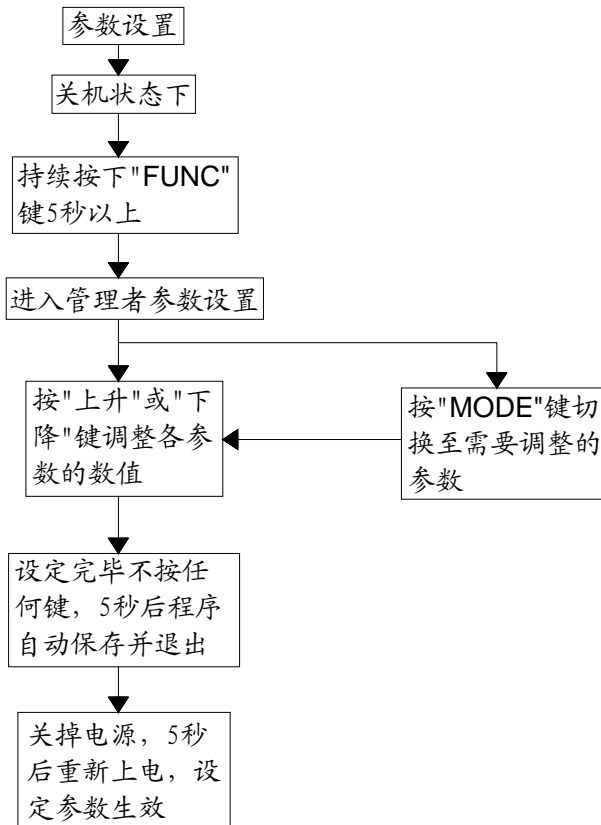 参数设置
关机状态下
持续按下"FUNC"
键5秒以上
进入管理者参数设置
按"上升"或"下
降"键调整各参
数的数值
按"MODE"键切
换至需要调整的
参数
设定完毕不按任
何键，5秒后程序
自动保存并退出
关掉电源，5秒
后重新上电，设
定参数生效